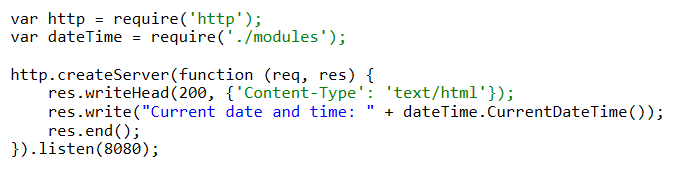 var http = require('http');
var dateTime = require('./modules');

http.createServer(function (req, res) {
    res.writeHead(200, {'Content-Type': 'text/html'});
    res.write("Current date and time: " + dateTime.CurrentDateTime());
    res.end();
}).listen(8080);